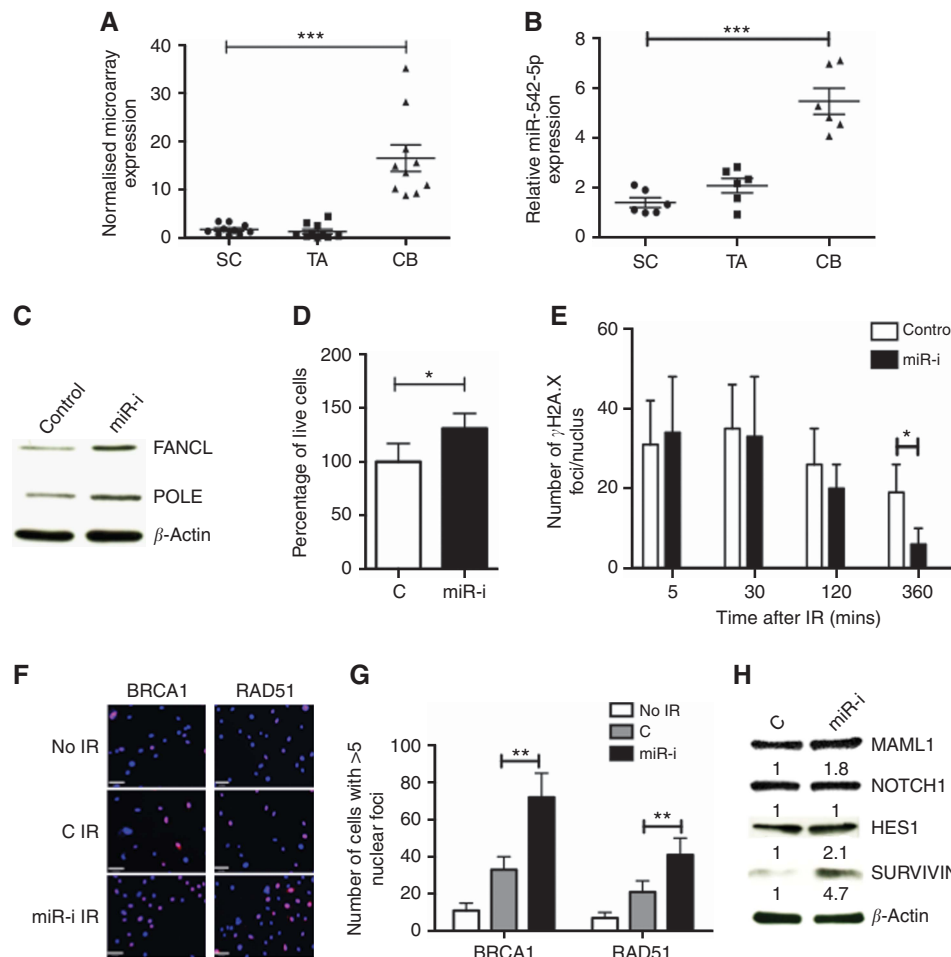 A
Normalised microarray
expression
40
30
20
10
0
***
SC TA CB
B
Relative miR-542-5p
expression
8
6
4
2
0
***
SC TA CB
C
Control miR-i
FANCL
POLE
β-Actin
D
Percentage of live cells
200
150
100
50
0
*
C miR-i
E
Number of γH2A.X
foci/nuclus
60
40
20
0
Control
miR-i
*
5 30 120 360
Time after IR (mins)
F
BRCA1 RAD51
No IR
C IR
miR-i IR
G
Number of cells with >5
nuclear foci
100
80
60
40
20
0
No IR
C
miR-i
**
**
BRCA1 RAD51
H
C miR-i
MAML1
1 1.8
NOTCH1
1 1
HES1
1 2.1
SURVIVIN
1 4.7
β-Actin